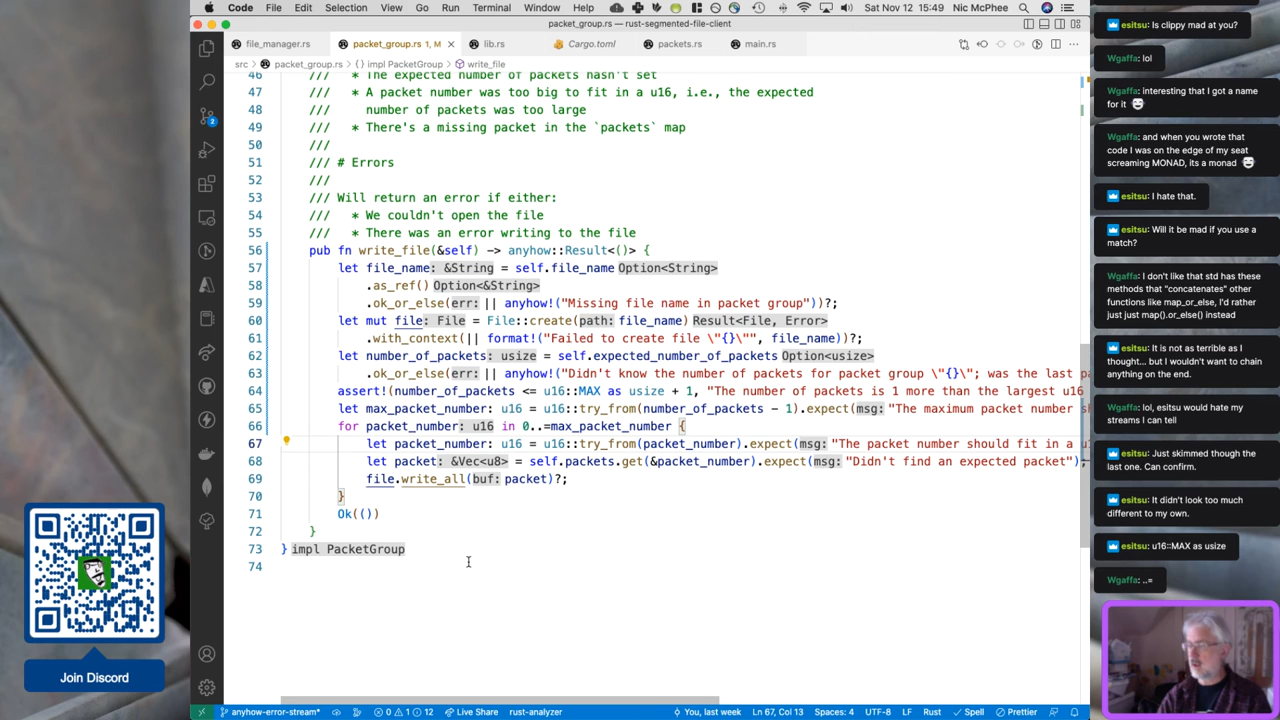 Code File Edit Selection View Go Run Terminal Window Help Sat Nov 12 15:49 Nic McPhee
packet_group.rs — rust-segmented-file-client
file_manager.rs packet_group.rs 1, M lib.rs Cargo.toml packets.rs main.rs
src > packet_group.rs > {} impl PacketGroup > write_file
46 /// * The expected number of packets hasn't set
47 /// * A packet number was too big to fit in a u16, i.e., the expected
48 /// number of packets was too large
49 /// * There's a missing packet in the `packets` map
50 ///
51 /// # Errors
52 ///
53 /// Will return an error if either:
54 /// * We couldn't open the file
55 /// * There was an error writing to the file
56 pub fn write_file(&self) -> anyhow::Result<()> {
57 let file_name: &String = self.file_name Option<String>
58 .as_ref() Option<&String>
59 .ok_or_else(err: || anyhow!("Missing file name in packet group"))?;
60 let mut file: File = File::create(path: file_name) Result<File, Error>
61 .with_context(|| format!("Failed to create file \"{}\"", file_name))?;
62 let number_of_packets: usize = self.expected_number_of_packets Option<usize>
63 .ok_or_else(err: || anyhow!("Didn't know the number of packets for packet group \"{}\"; was the last pa
64 assert!(number_of_packets <= u16::MAX as usize + 1, "The number of packets is 1 more than the largest u16
65 let max_packet_number: u16 = u16::try_from(number_of_packets - 1).expect(msg: "The maximum packet number s
66 for packet_number: u16 in 0..=max_packet_number {
67 let packet_number: u16 = u16::try_from(packet_number).expect(msg: "The packet number should fit in a u1
68 let packet: &Vec<u8> = self.packets.get(&packet_number).expect(msg: "Didn't find an expected packet");
69 file.write_all(buf: packet)?;
70 }
71 Ok(())
72 }
73 } impl PacketGroup
74
2
anyhow-error-stream* 0 1 12 Live Share rust-analyzer You, last week Ln 67, Col 13 Spaces: 4 UTF-8 LF Rust Spell Prettier
Join Discord
esitsu: Is clippy mad at you?
Wgaffa: lol
Wgaffa: interesting that I got a name
for it
Wgaffa: and when you wrote that
code I was on the edge of my seat
screaming MONAD, its a monad
esitsu: I hate that.
esitsu: Will it be mad if you use a
match?
Wgaffa: I don't like that std has these
methods that "concatenates"
other functions like map_or_else, I'd rather
just just map().or_else() instead
esitsu: It is not as terrible as I
thought... but I wouldn't want to chain
anything on the end.
Wgaffa: lol, esitsu would hate my
streams I can tell
esitsu: Just skimmed though the
last one. Can confirm.
esitsu: It didn't look too much
different to my own.
esitsu: u16::MAX as usize
Wgaffa: ..=